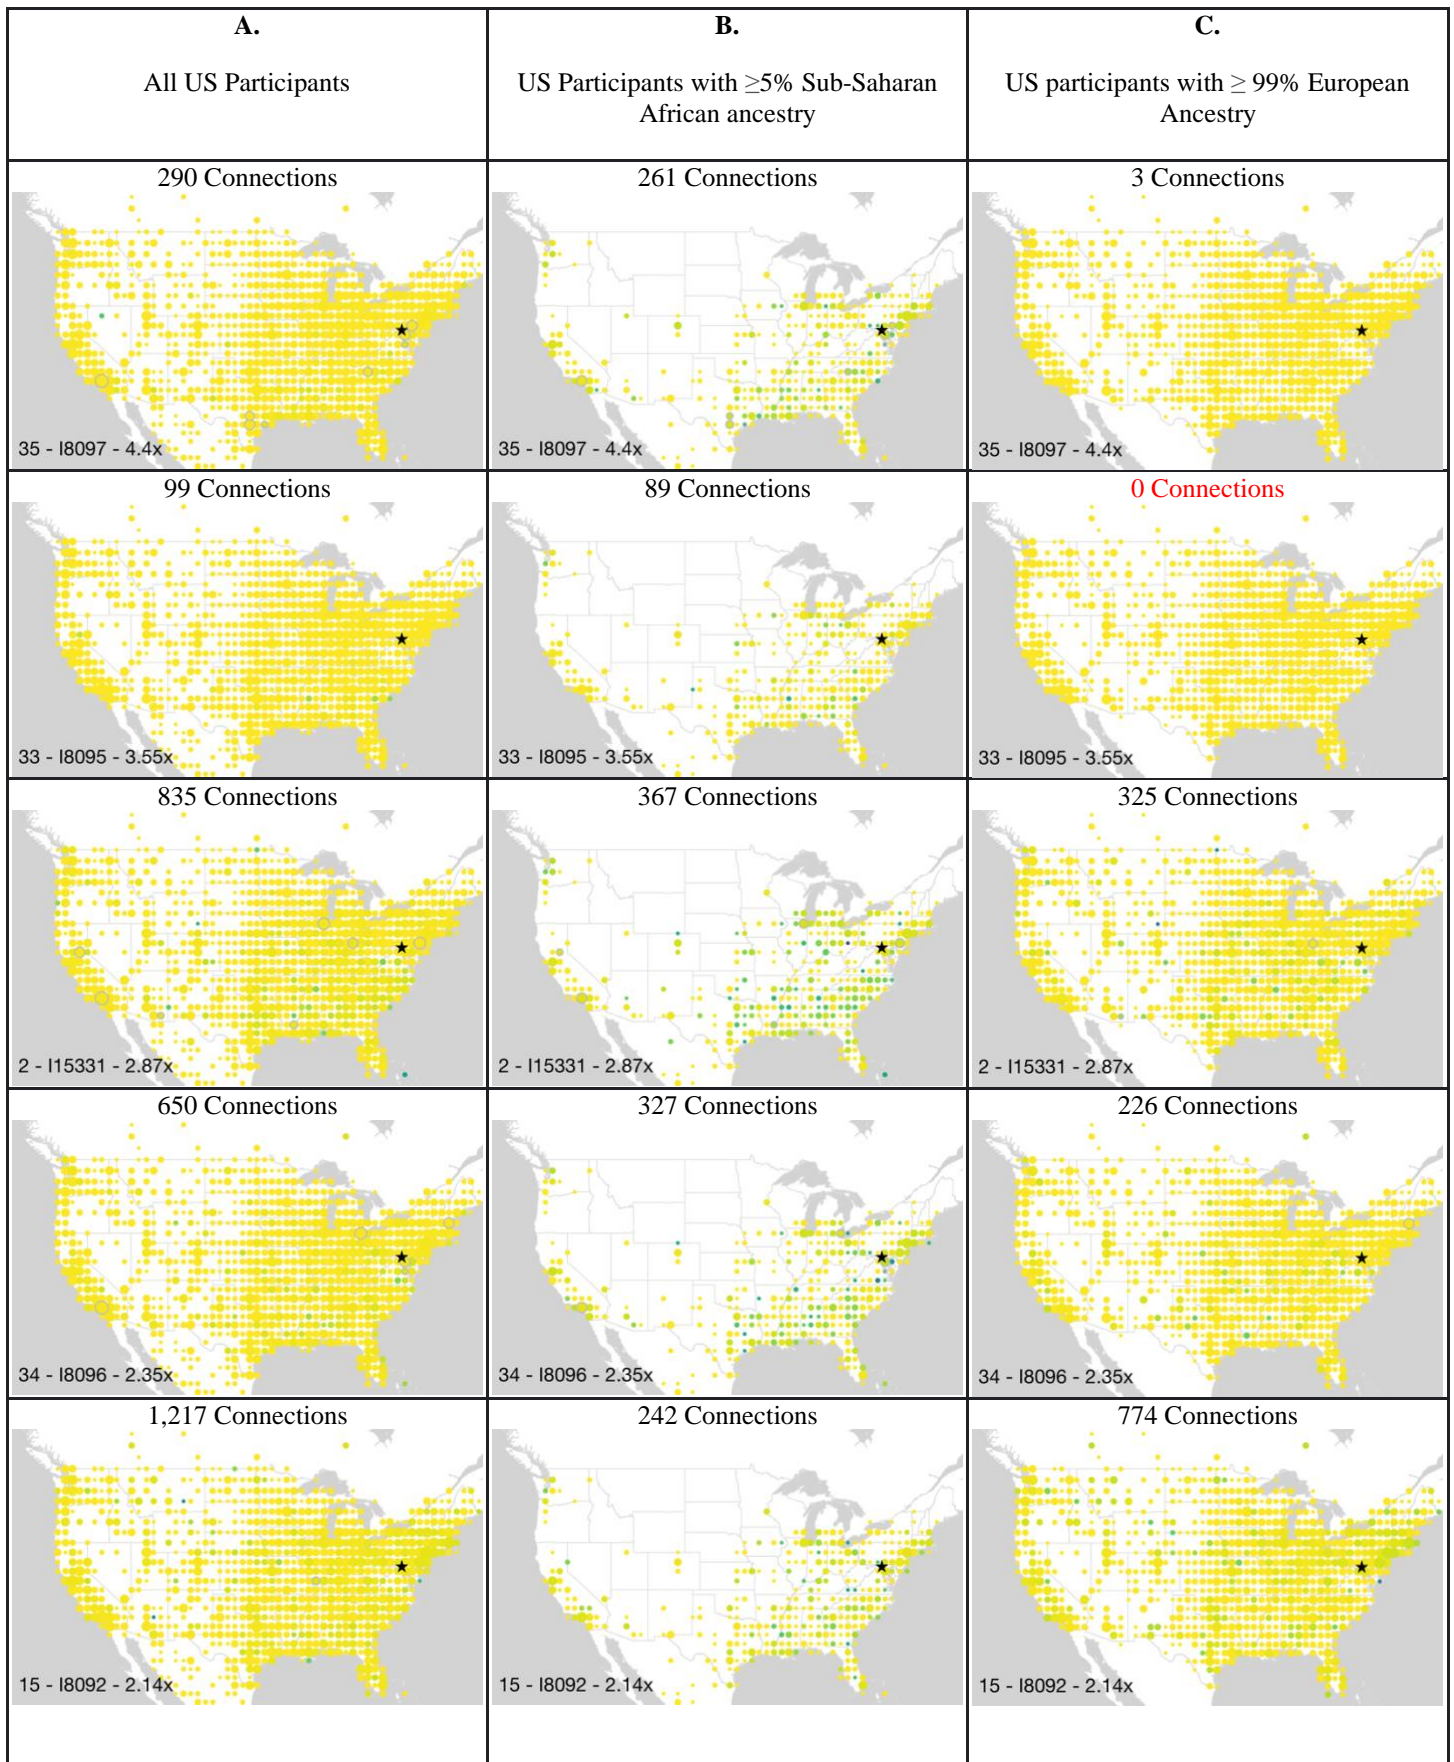 A.
All US Participants
B.
US Participants with ≥5% Sub-Saharan
African ancestry
C.
US participants with ≥ 99% European
Ancestry
290 Connections
35 - I8097 - 4.4x
261 Connections
35 - I8097 - 4.4x
3 Connections
35 - I8097 - 4.4x
99 Connections
33 - I8095 - 3.55x
89 Connections
33 - I8095 - 3.55x
0 Connections
33 - I8095 - 3.55x
835 Connections
2 - I15331 - 2.87x
367 Connections
2 - I15331 - 2.87x
325 Connections
2 - I15331 - 2.87x
650 Connections
34 - I8096 - 2.35x
327 Connections
34 - I8096 - 2.35x
226 Connections
34 - I8096 - 2.35x
1,217 Connections
15 - I8092 - 2.14x
242 Connections
15 - I8092 - 2.14x
774 Connections
15 - I8092 - 2.14x